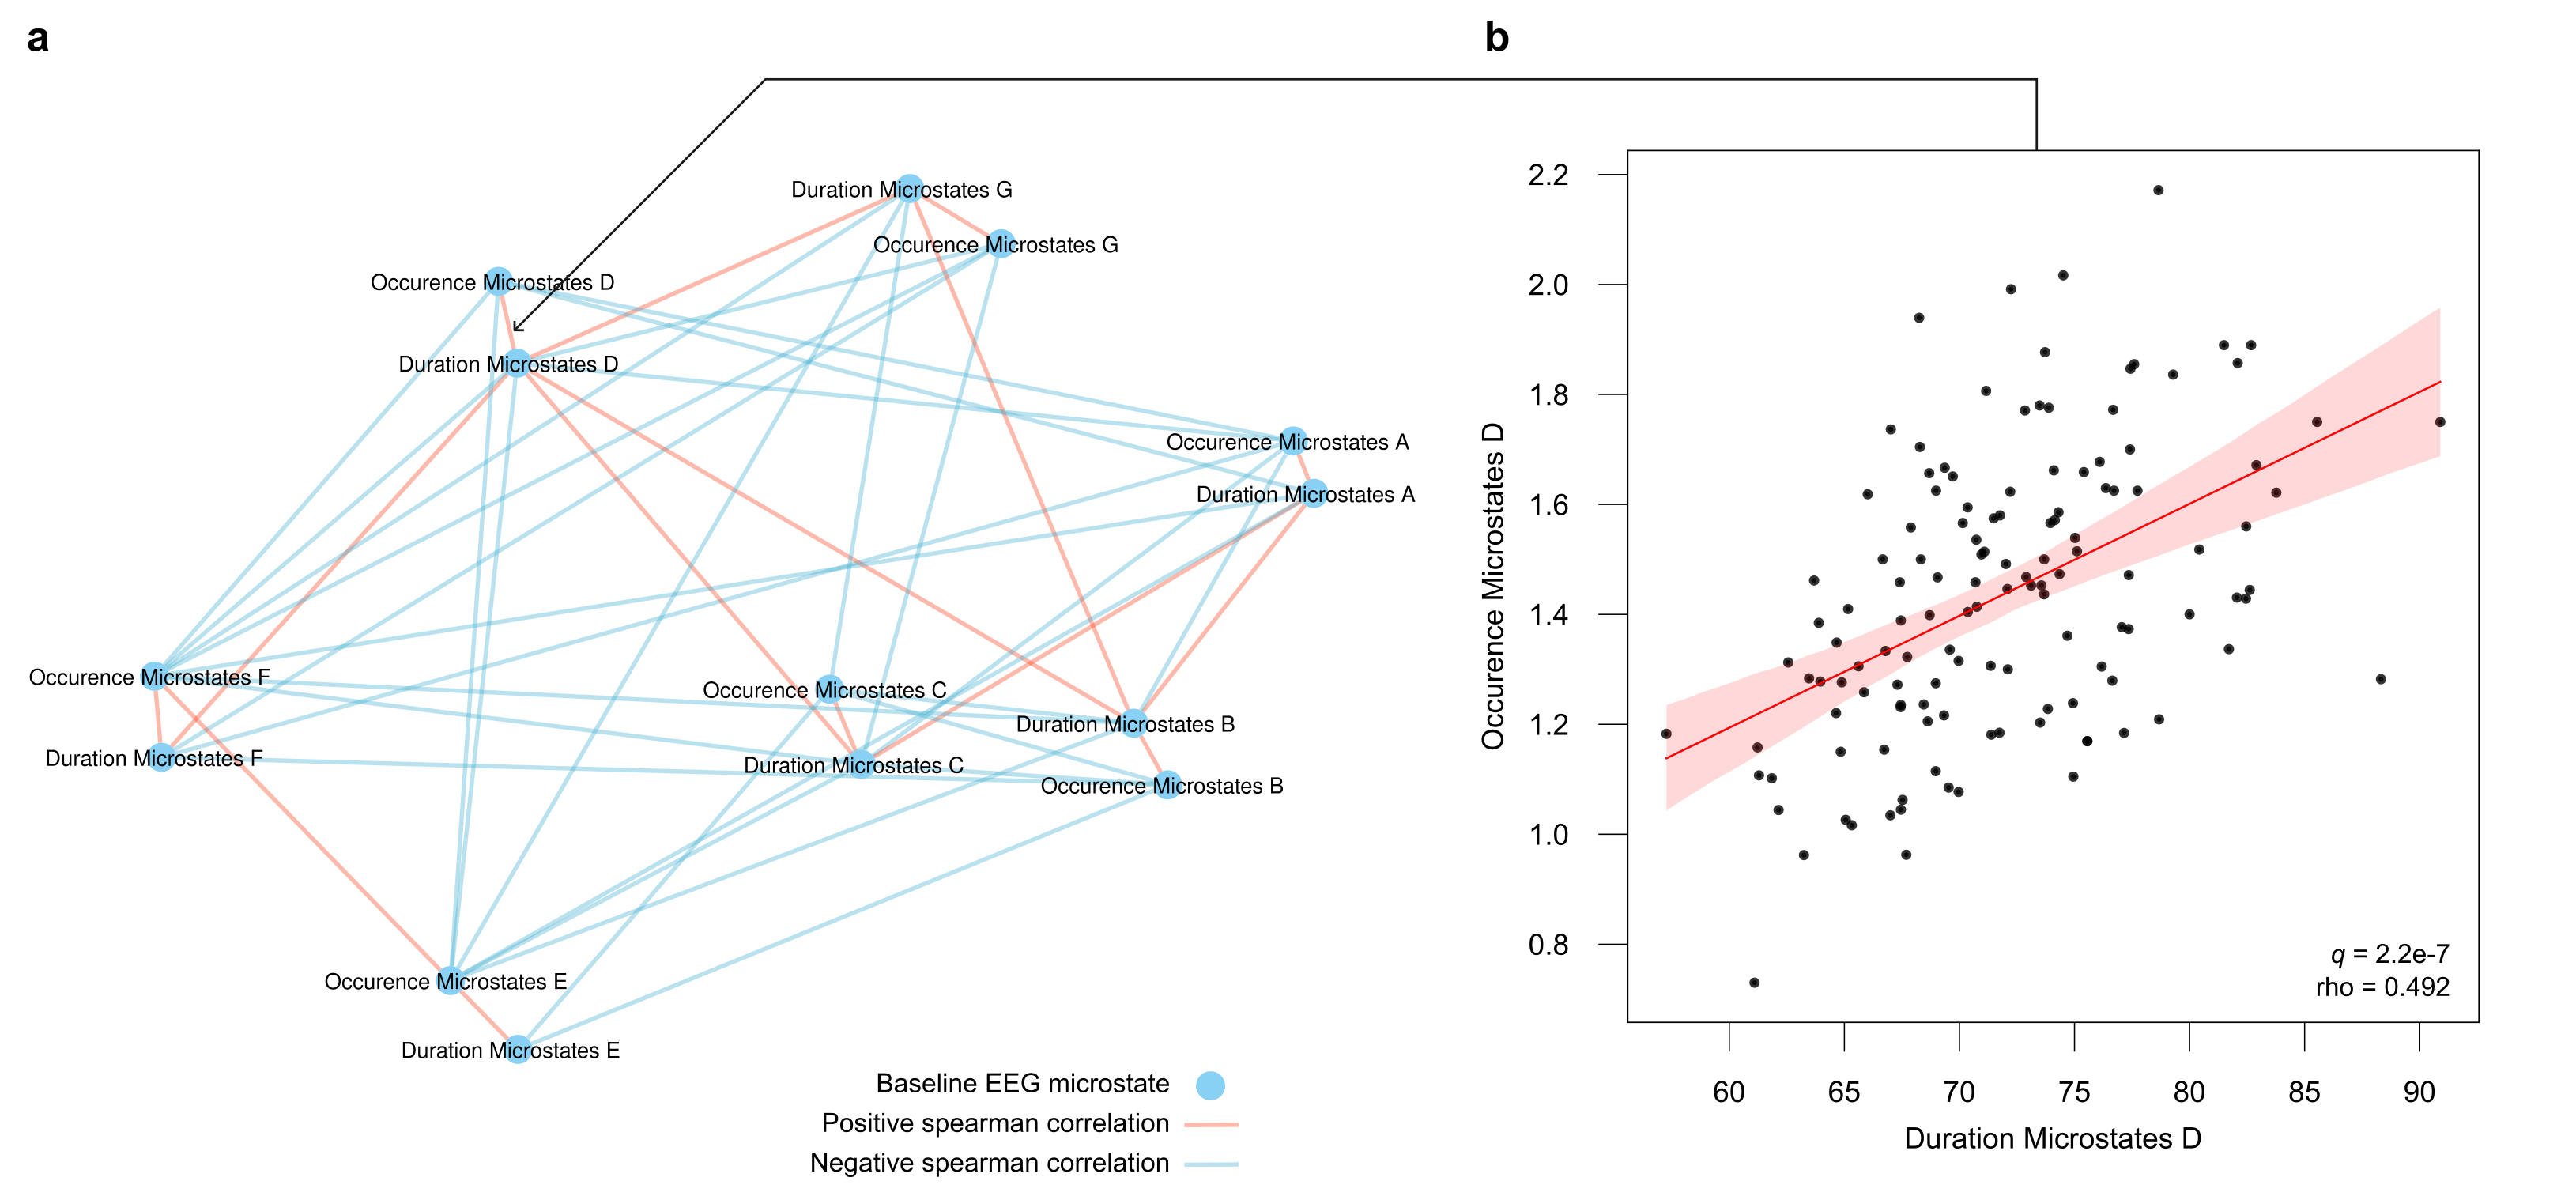 a
b
Duration Microstates G
Occurence Microstates G
Occurence Microstates D
Duration Microstates D
Occurence Microstates A
Duration Microstates A
Occurence Microstates F
Occurence Microstates C
Duration Microstates B
Duration Microstates F
Duration Microstates C
Occurence Microstates B
Occurence Microstates E
Duration Microstates E
Baseline EEG microstate
Positive spearman correlation
Negative spearman correlation
Occurence Microstates D
2.2
2.0
1.8
1.6
1.4
1.2
1.0
0.8
q = 2.2e-7
rho = 0.492
60 65 70 75 80 85 90
Duration Microstates D